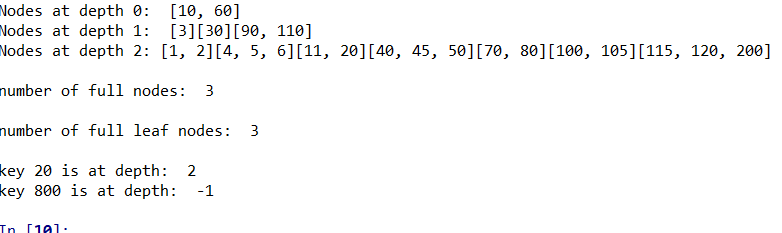 Nodes at depth 0:  [10, 60]
Nodes at depth 1:  [3][30][90, 110]
Nodes at depth 2: [1, 2][4, 5, 6][11, 20][40, 45, 50][70, 80][100, 105][115, 120, 200]
number of full nodes:  3
number of full leaf nodes:  3
key 20 is at depth:  2
key 800 is at depth:  -1
In [10]: